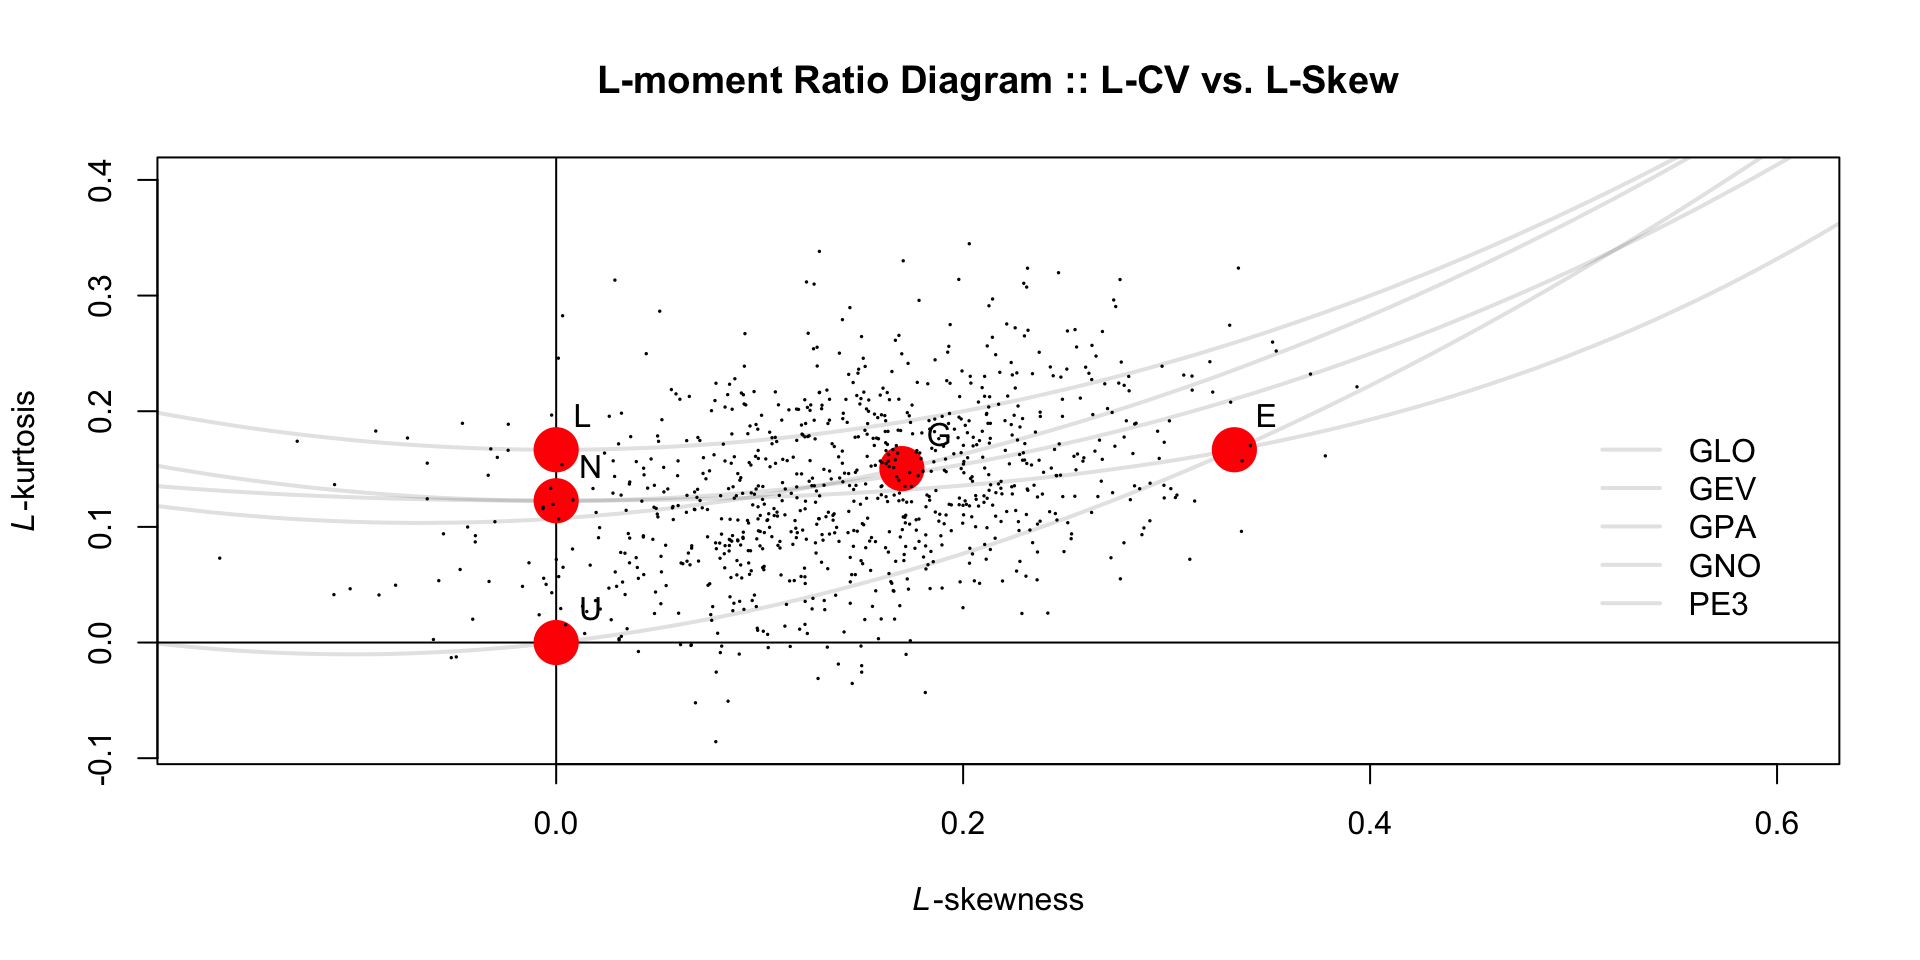 L-moment Ratio Diagram :: L-CV vs. L-Skew
L-kurtosis
0.4
0.3
0.2
0.1
0.0
-0.1
L
N
G
E
U
GLO
GEV
GPA
GNO
PE3
0.0 0.2 0.4 0.6
L-skewness